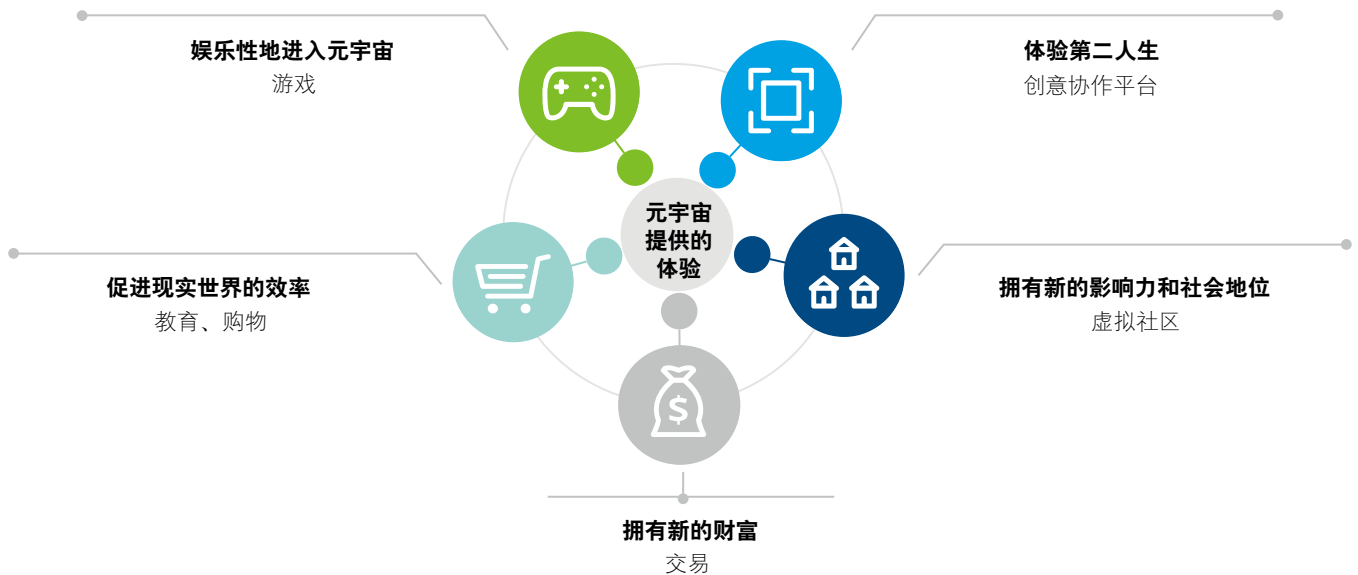 娱乐性地进入元宇宙
游戏
体验第二人生
创意协作平台
元宇宙
提供的
体验
促进现实世界的效率
教育、购物
拥有新的影响力和社会地位
虚拟社区
$
拥有新的财富
交易